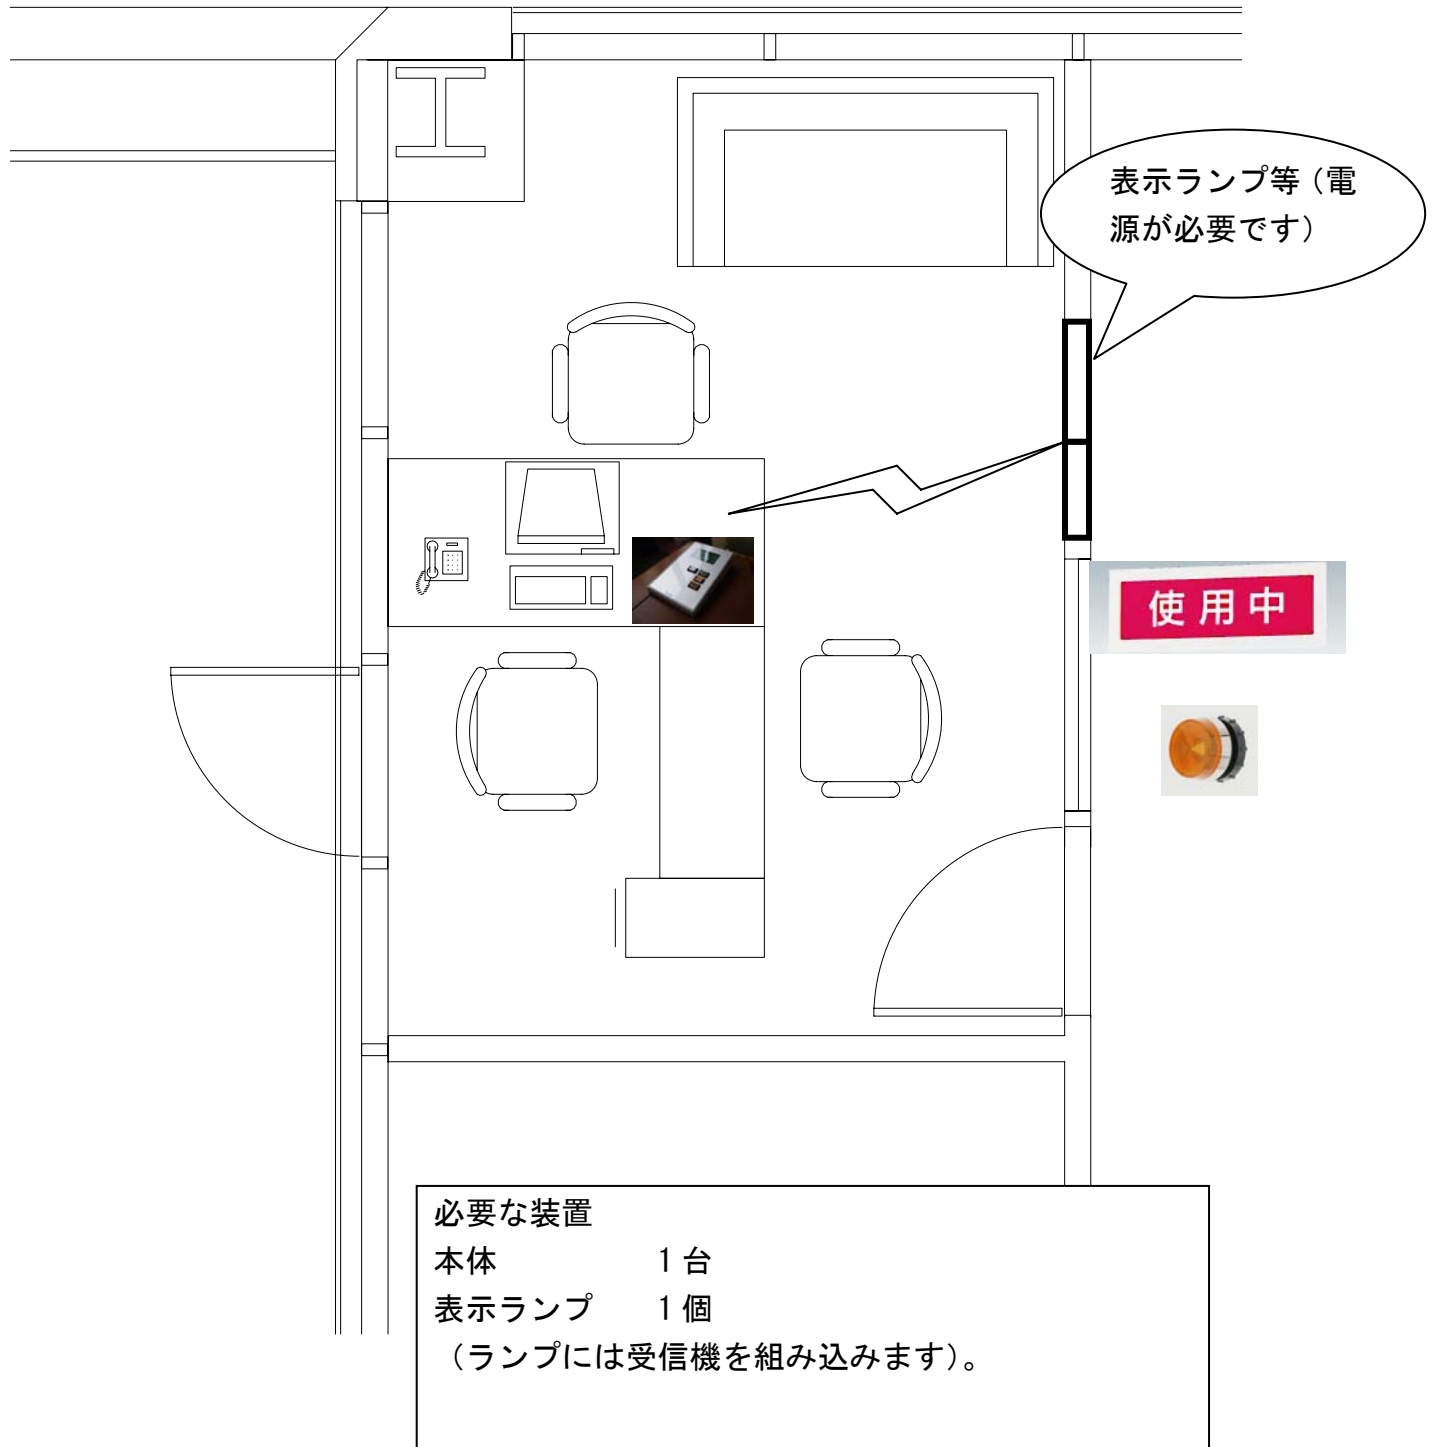 表示ランプ等（電
源が必要です）
使用中
必要な装置
本体　　　　　1台
表示ランプ　　1個
（ランプには受信機を組み込みます）。